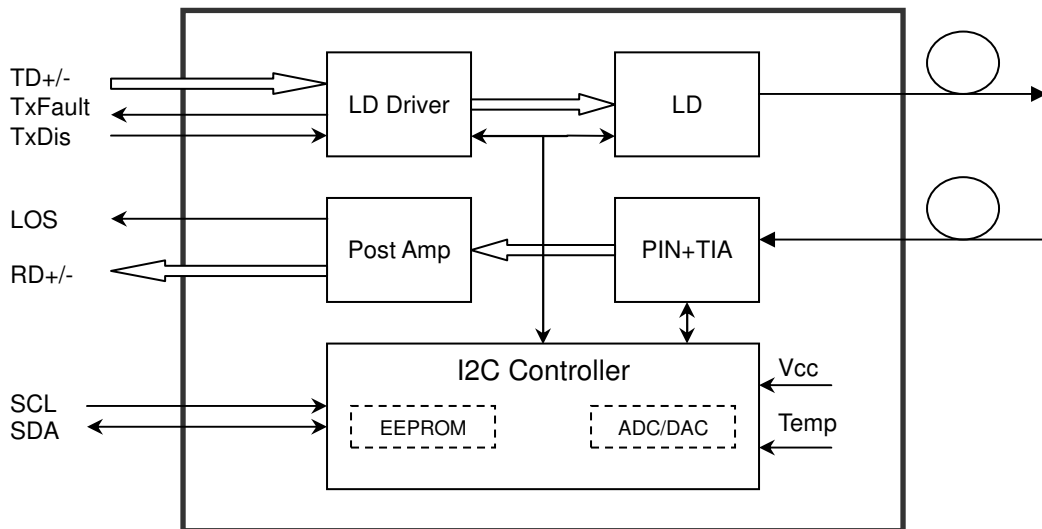 TD+/-
TxFault
TxDis
LD Driver
LD
LOS
RD+/-
Post Amp
PIN+TIA
I2C Controller
Vcc
SCL
SDA
EEPROM
ADC/DAC
Temp